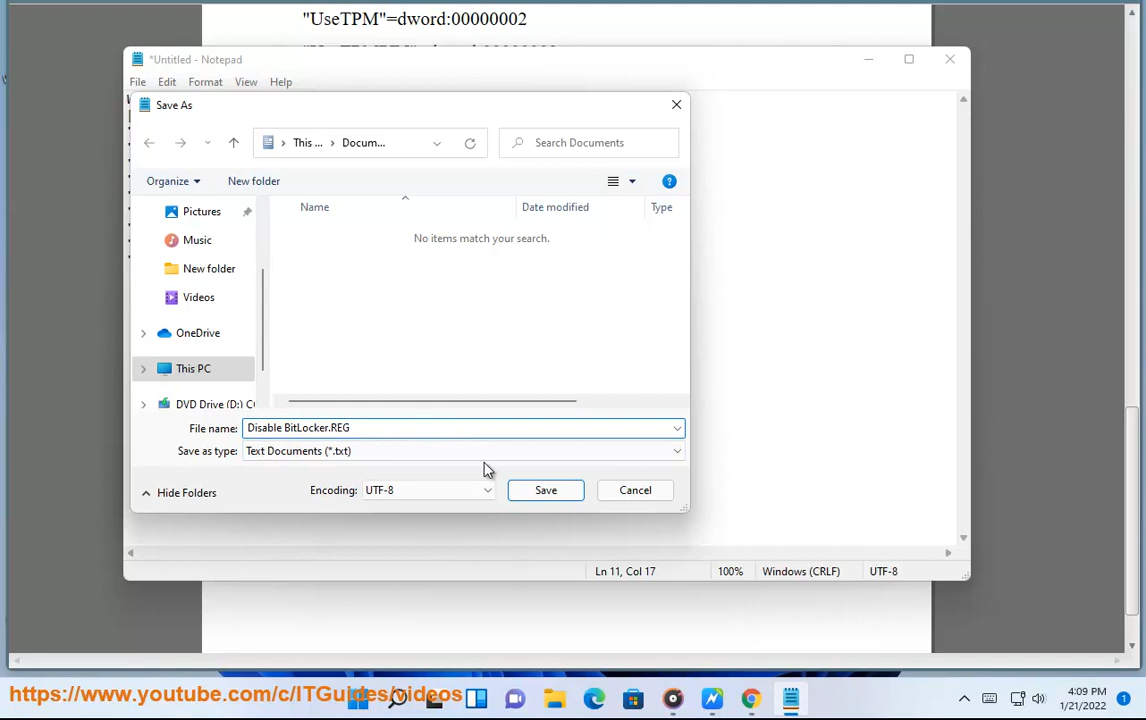 "UseTPM"=dword:00000002
*Untitled - Notepad
File Edit Format View Help
Save As
This ... Docum... Search Documents
Organize New folder
Name Date modified Type
No items match your search.
Pictures
Music
New folder
Videos
OneDrive
This PC
DVD Drive (D:) C
File name: Disable BitLocker.REG
Save as type: Text Documents (*.txt)
Hide Folders Encoding: UTF-8 Save Cancel
Ln 11, Col 17 100% Windows (CRLF) UTF-8
https://www.youtube.com/c/ITGuides/videos
4:09 PM
1/21/2022
1